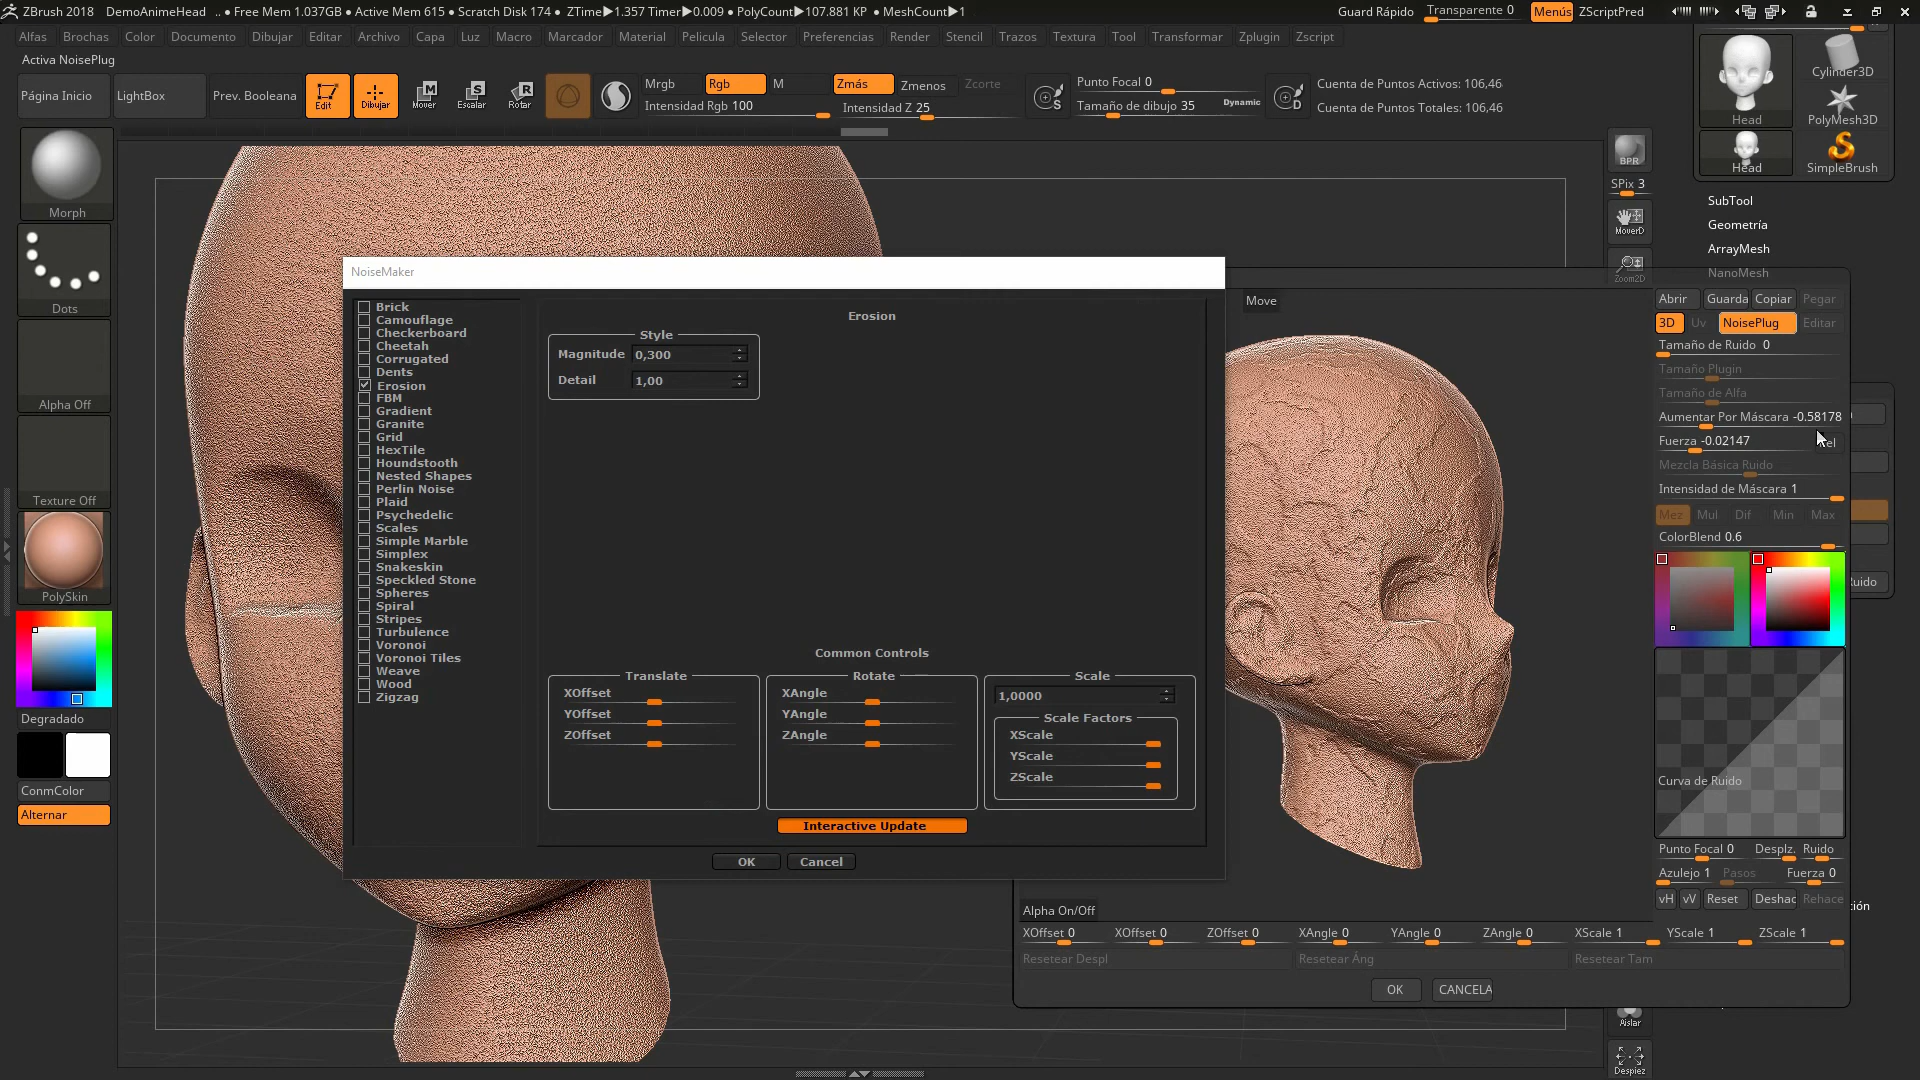 ZBrush 2018 DemoAnimeHead .. • Free Mem 1.037GB • Active Mem 615 • Scratch Disk 174 • ZTime▶1.357 Timer▶0.009 • PolyCount▶107.881 KP • MeshCount▶1 Guard Rápido Transparente 0 Menús ZScriptPred
Alfas Brochas Color Documento Dibujar Editar Archivo Capa Luz Macro Marcador Material Movie Pelicula Selector Preferencias Render Stencil Trazos Textura Tool Transformar Zplugin Zscript
Activa NoisePlug
Página Inicio LightBox Prev. Booleana Edit Dibujar Mover Escalar Rotar
Mrgb Rgb M Zmás Zmenos Zcorte
Intensidad Rgb 100 Intensidad Z 25
Punto Focal 0
Tamaño de dibujo 35 Dynamic
Cuenta de Puntos Activos: 106,46
Cuenta de Puntos Totales: 106,46
Morph
Dots
Alpha Off
Texture Off
PolySkin
Degradado
ConmColor
Alternar
NoiseMaker
Brick
Camouflage
Checkerboard
Cheetah
Corrugated
Dents
Erosion
FBM
Gradient
Granite
Grid
HexTile
Houndstooth
Nested Shapes
Perlin Noise
Plaid
Psychedelic
Scales
Simple Marble
Simplex
Snakeskin
Speckled Stone
Spheres
Spiral
Stripes
Turbulence
Voronoi
Voronoi Tiles
Weave
Wood
Zigzag
Erosion
Style
Magnitude 0,300
Detail 1,00
Common Controls
Translate
XOffset
YOffset
ZOffset
Rotate
XAngle
YAngle
ZAngle
Scale
1,0000
Scale Factors
XScale
YScale
ZScale
Interactive Update
OK Cancel
Move
BPR
SPix 3
MoverD
Zoom2D
Aislar
Despiez
Head
Cylinder3D
PolyMesh3D
Head
SimpleBrush
SubTool
Geometría
ArrayMesh
NanoMesh
Abrir Guarda Copiar Pegar
3D Uv NoisePlug Editar
Tamaño de Ruido 0
Tamaño Plugin
Tamaño de Alfa
Aumentar Por Máscara -0.58178
Fuerza -0.02147
Mezcla Básica Ruido
Intensidad de Máscara 1
Mez Mul Dif Min Max
ColorBlend 0.6
Ruido
Curva de Ruido
Punto Focal 0 Desplz. Ruido
Azulejo 1 Pasos Fuerza 0
vH vV Reset Deshac Rehace
ión
Alpha On/Off
XOffset 0 XOffset 0 ZOffset 0 XAngle 0 YAngle 0 ZAngle 0 XScale 1 YScale 1 ZScale 1
Resetear Despl Resetear Áng Resetear Tam
OK CANCELA